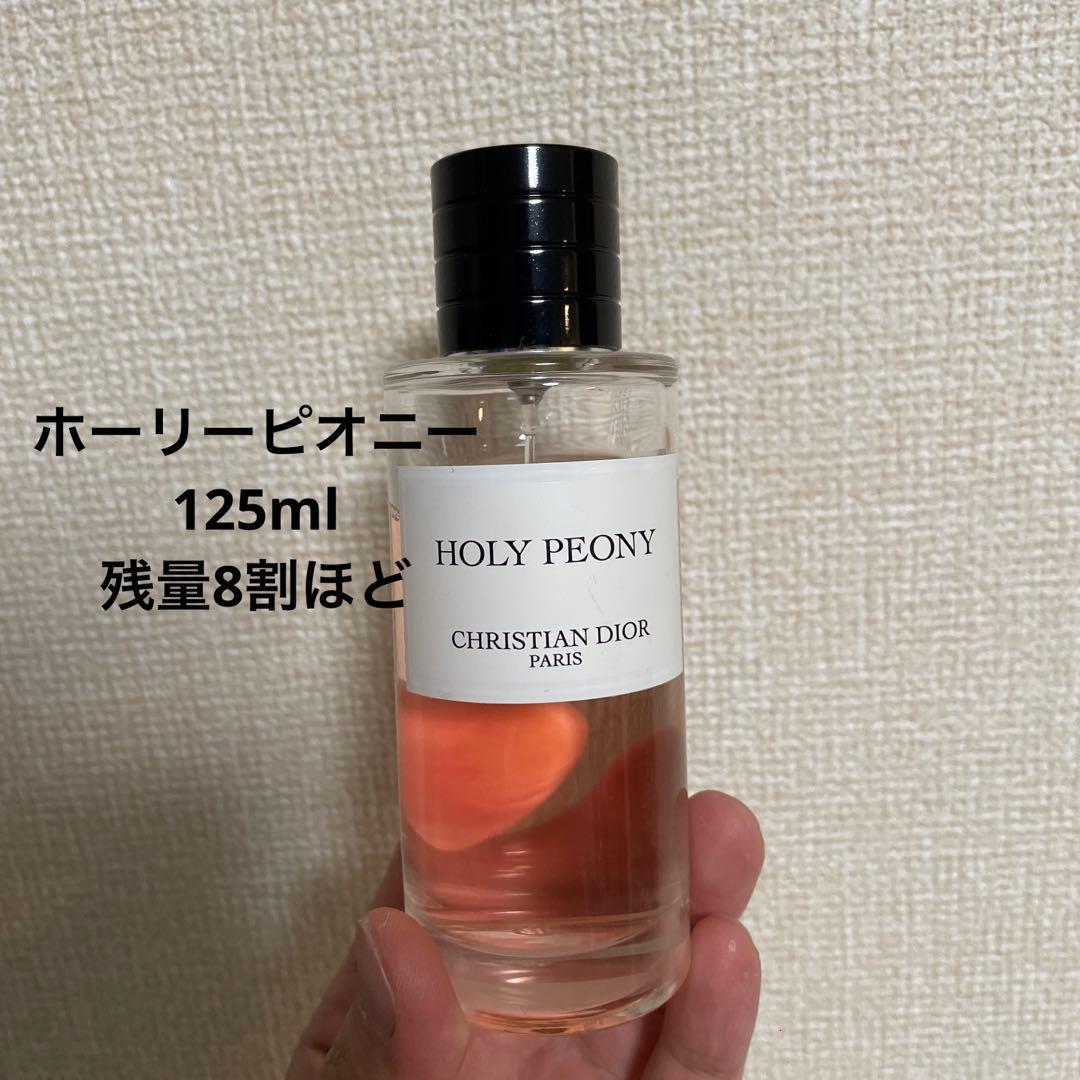 ホーリーピオニー
125ml
残量8割ほど
HOLY PEONY
CHRISTIAN DIOR
PARIS